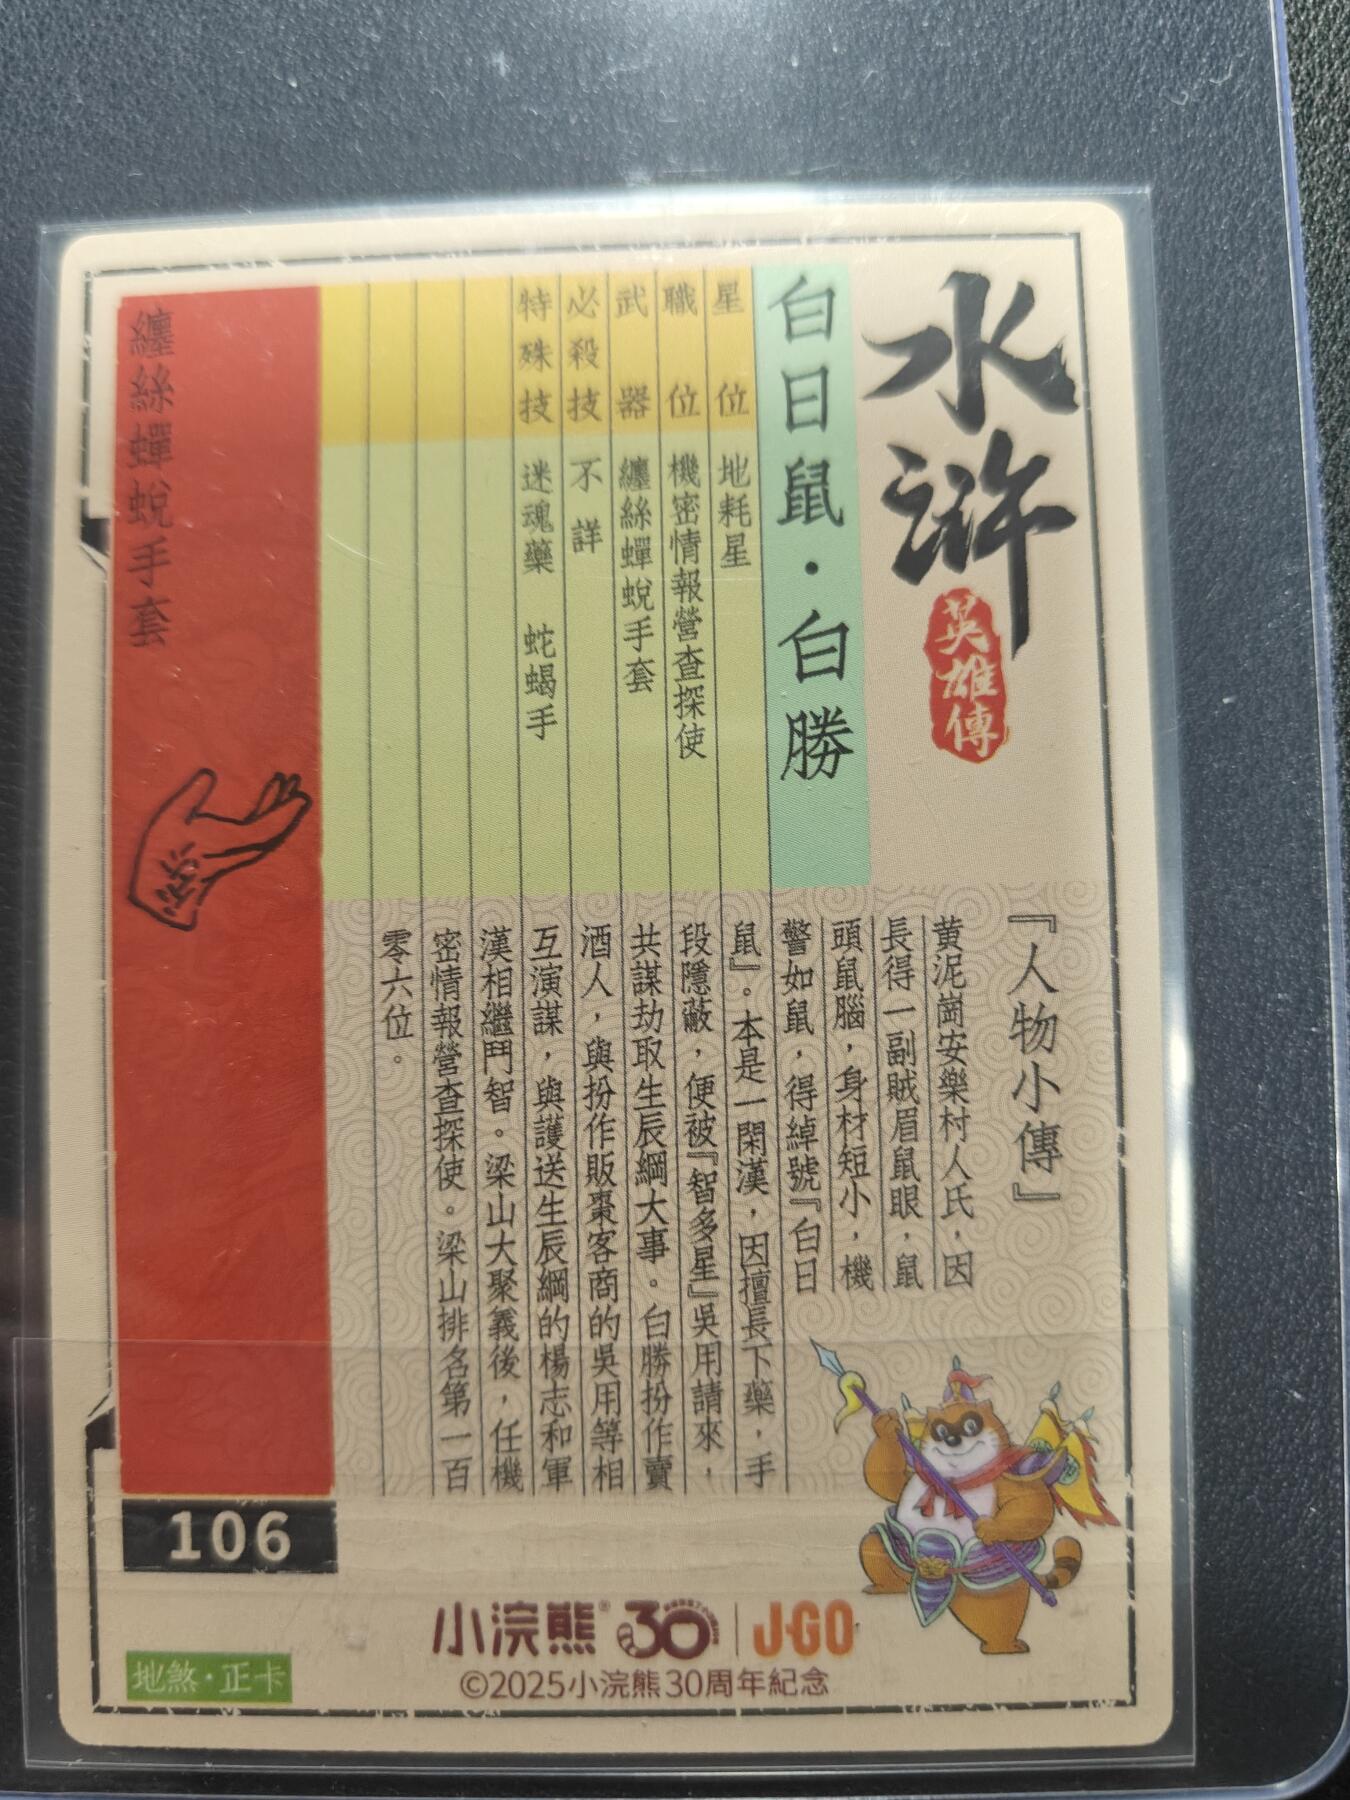 水滸
英雄傳
白日鼠·白勝
星位 地耗星
職位 機密情報營查探使
武器 纏絲蟬蛻手套
必殺技 不詳
特殊技 迷魂藥 蛇蝎手
纏絲蟬蛻手套
『人物小傳』
黄泥崗安樂村人氏，因
長得一副賊眉鼠眼，鼠
頭鼠腦，身材短小，機
警如鼠，得綽號『白日
鼠』。本是一閑漢，因擅長下藥，手
段隱蔽，便被『智多星』吳用請來，
共謀劫取生辰綱大事。白勝扮作賣
酒人，與扮作販棗客商的吳用等相
互演謀，與護送生辰綱的楊志和軍
漢相繼鬥智。梁山大聚義後，任機
密情報營查探使。梁山排名第一百
零六位。
106
小浣熊® 30 J·GO
©2025小浣熊30周年紀念
地煞·正卡